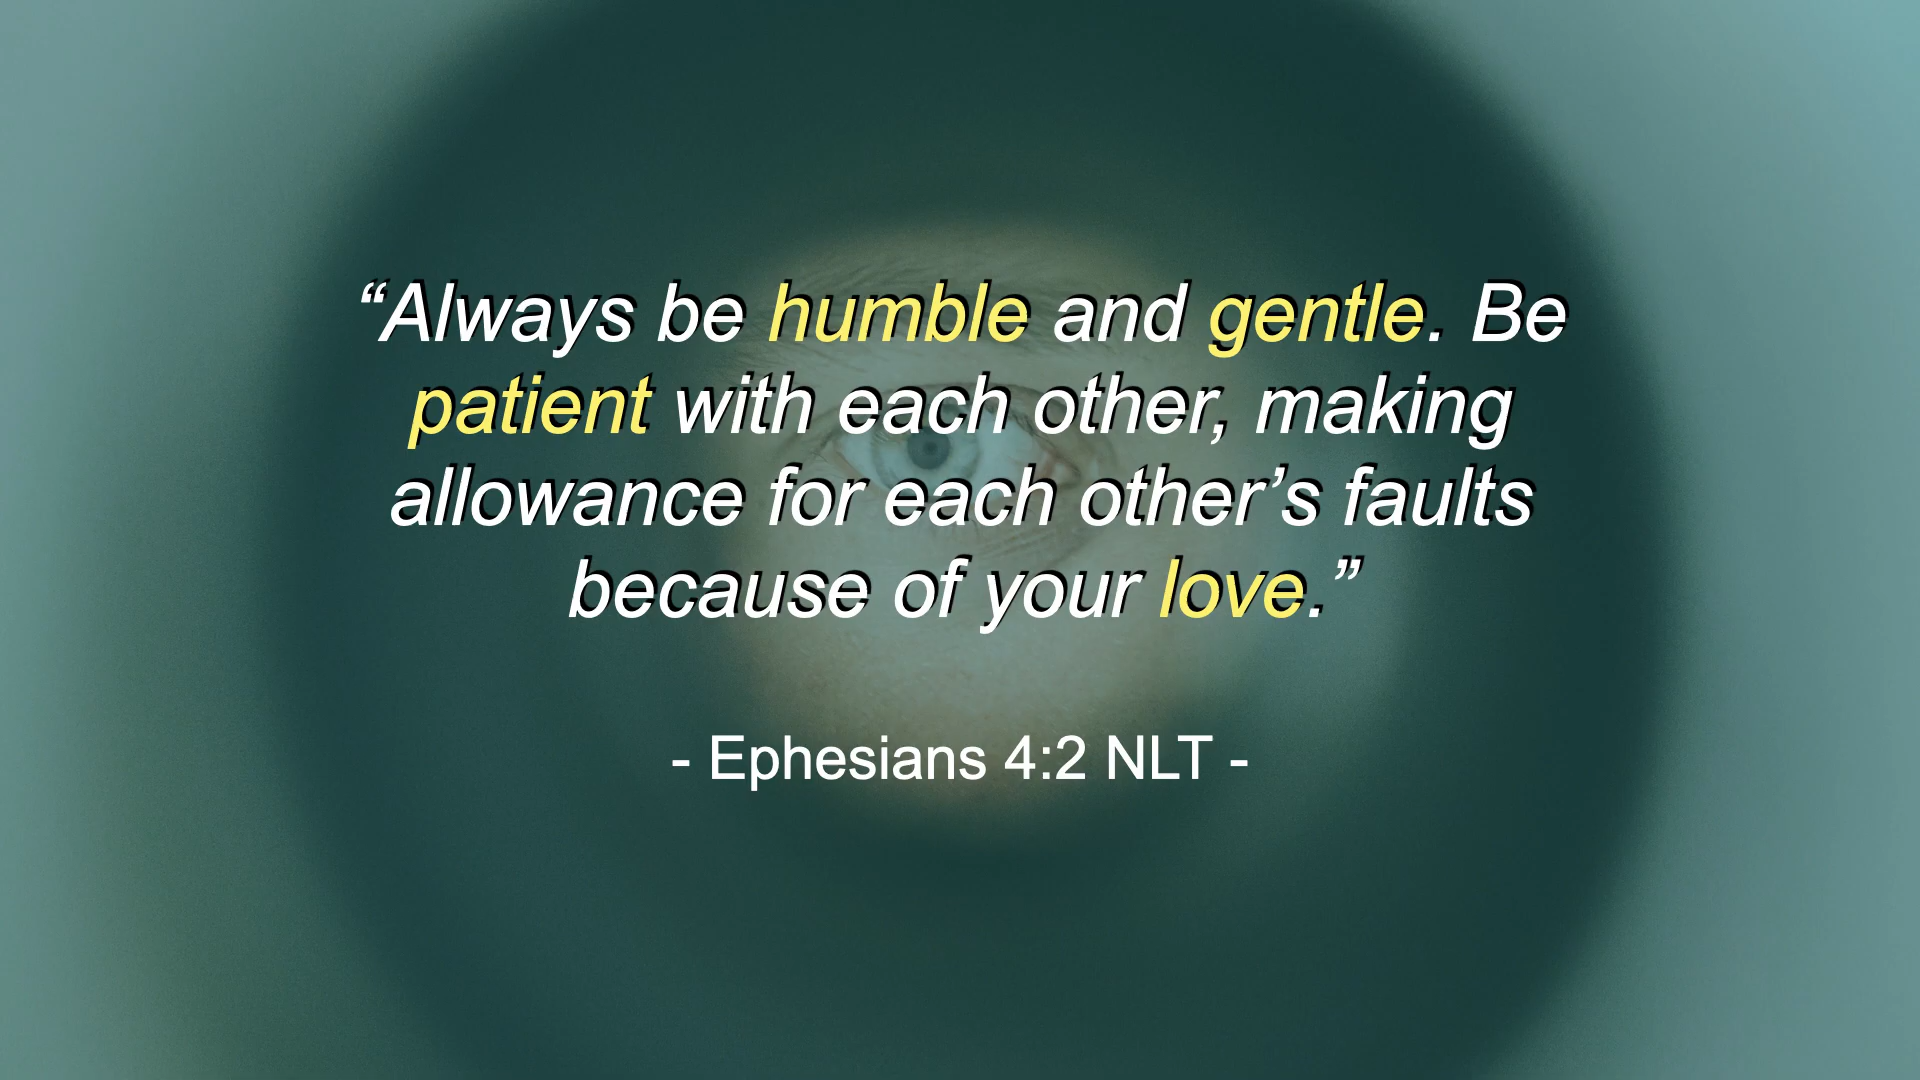 “Always be humble and gentle. Be
patient with each other, making
allowance for each other’s faults
because of your love.”
- Ephesians 4:2 NLT -